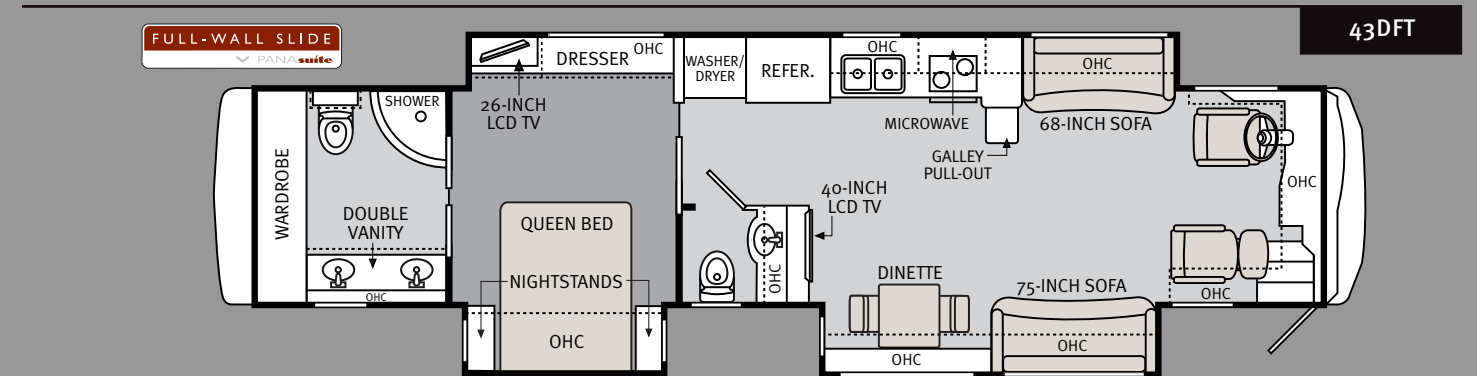 43DFT
FULL-WALL SLIDE
PANAsuite
DRESSER
OHC
26-INCH
LCD TV
WASHER/
DRYER
REFER.
OHC
MICROWAVE
GALLEY
PULL-OUT
OHC
68-INCH SOFA
WARDROBE
SHOWER
DOUBLE
VANITY
OHC
QUEEN BED
NIGHTSTANDS
OHC
40-INCH
LCD TV
OHC
DINETTE
OHC
75-INCH SOFA
OHC
OHC
OHC